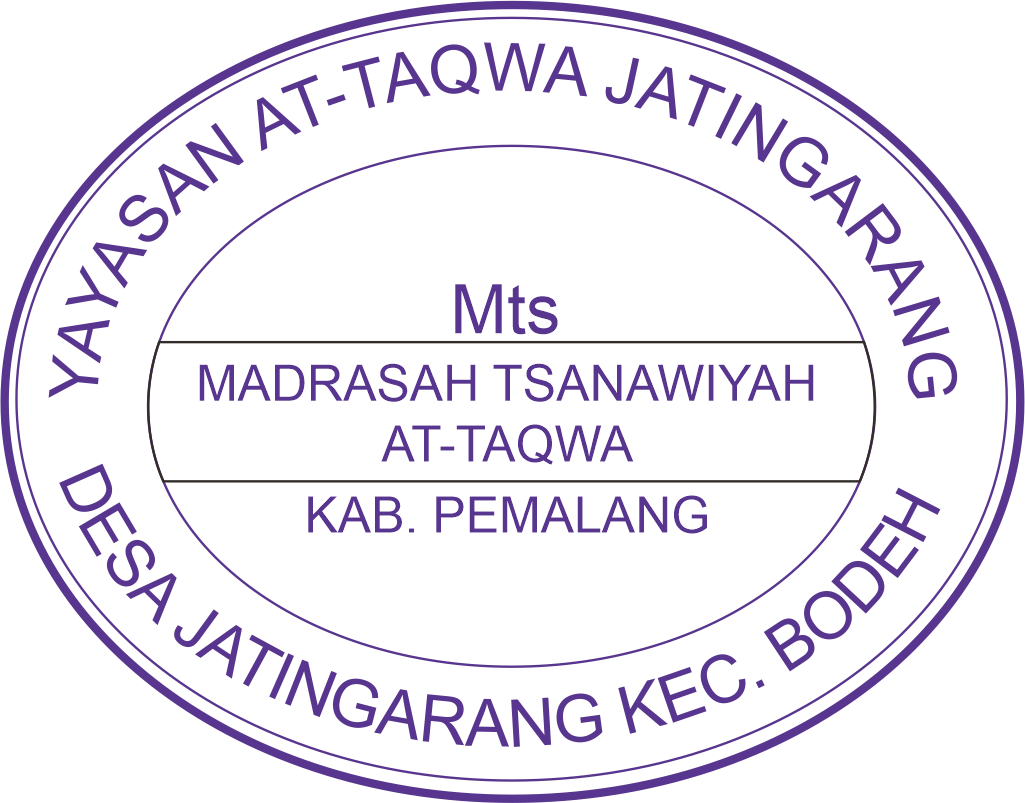 YAYASAN AT-TAQWA JATINGARANG
Mts
MADRASAH TSANAWIYAH
AT-TAQWA
KAB. PEMALANG
DESA JATINGARANG KEC. BODEH